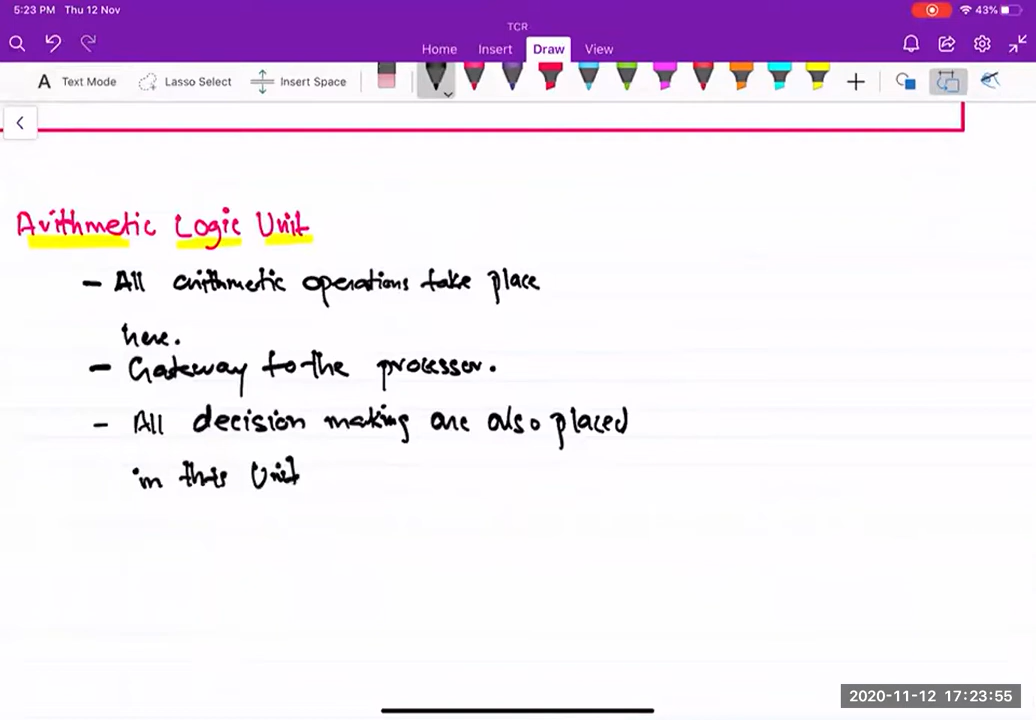 5:23 PM Thu 12 Nov
43%
TCR
Home Insert Draw View
A Text Mode Lasso Select Insert Space
Arithmetic Logic Unit
- All arithmetic operations take place
here.
- Gateway to the processor.
- All decision making are also placed
in this Unit
2020-11-12 17:23:55